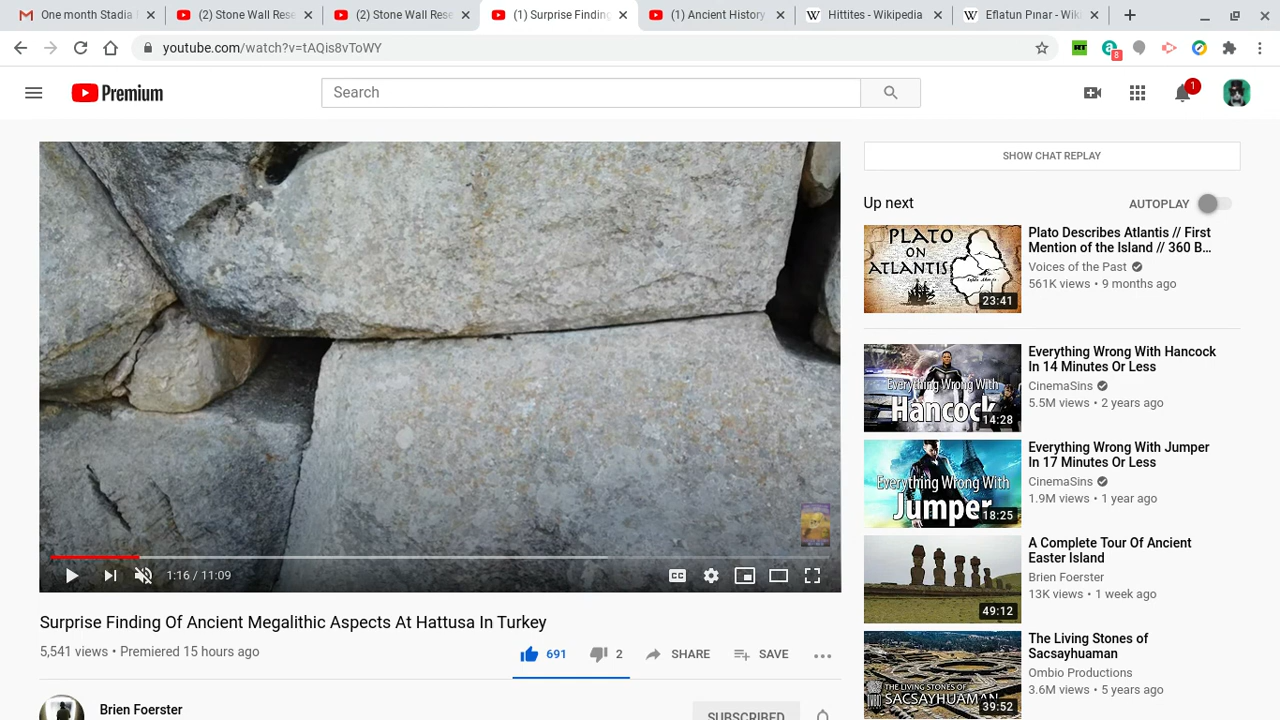 One month Stadia
(2) Stone Wall Rese
(2) Stone Wall Rese
(1) Surprise Finding
(1) Ancient History
Hittites - Wikipedia
Eflatun Pınar - Wiki
youtube.com/watch?v=tAQis8vToWY
RT
8
Premium
Search
1
SHOW CHAT REPLAY
Up next
AUTOPLAY
PLATO
ON
ATLANTIS
23:41
Plato Describes Atlantis // First
Mention of the Island // 360 B...
Voices of the Past
561K views • 9 months ago
Everything Wrong With
Hancock
14:28
Everything Wrong With Hancock
In 14 Minutes Or Less
CinemaSins
5.5M views • 2 years ago
Everything Wrong With
Jumper
18:25
Everything Wrong With Jumper
In 17 Minutes Or Less
CinemaSins
1.9M views • 1 year ago
49:12
A Complete Tour Of Ancient
Easter Island
Brien Foerster
13K views • 1 week ago
THE LIVING STONES OF
SACSAYHUAMAN
39:52
The Living Stones of
Sacsayhuaman
Ombio Productions
3.6M views • 5 years ago
1:16 / 11:09
CC
Surprise Finding Of Ancient Megalithic Aspects At Hattusa In Turkey
5,541 views • Premiered 15 hours ago
691
2
SHARE
SAVE
Brien Foerster
SUBSCRIBED